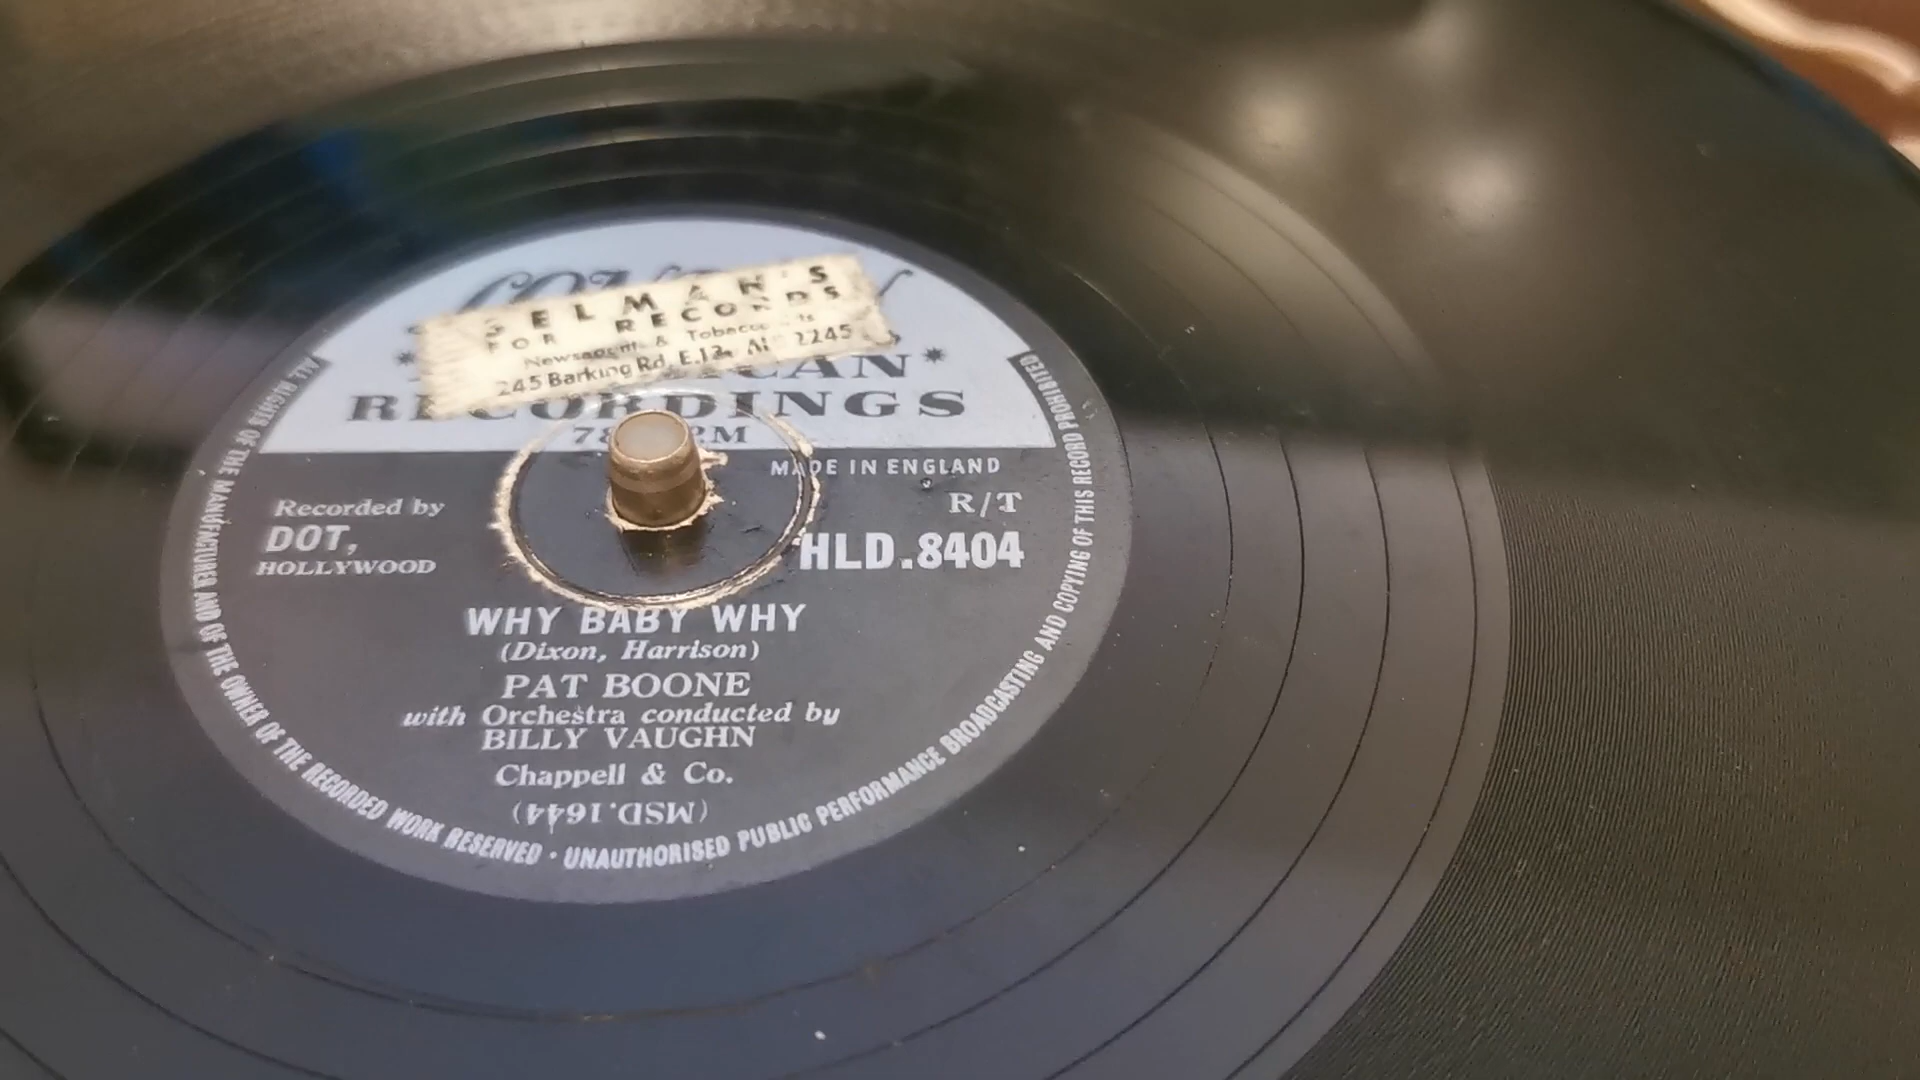 SELMAN'S
FOR RECORDS
Newsagents & Tobacco
245 Barking Rd. E.13. 2245
RECORDINGS
MADE IN ENGLAND
R/T
Recorded by
DOT,
HOLLYWOOD
HLD.8404
WHY BABY WHY
(Dixon, Harrison)
PAT BOONE
with Orchestra conducted by
BILLY VAUGHN
Chappell & Co.
(MSD.1644)
ALL RIGHTS OF THE MANUFACTURER AND OF THE OWNER OF THE RECORDED WORK RESERVED · UNAUTHORISED PUBLIC PERFORMANCE BROADCASTING AND COPYING OF THIS RECORD PROHIBITED